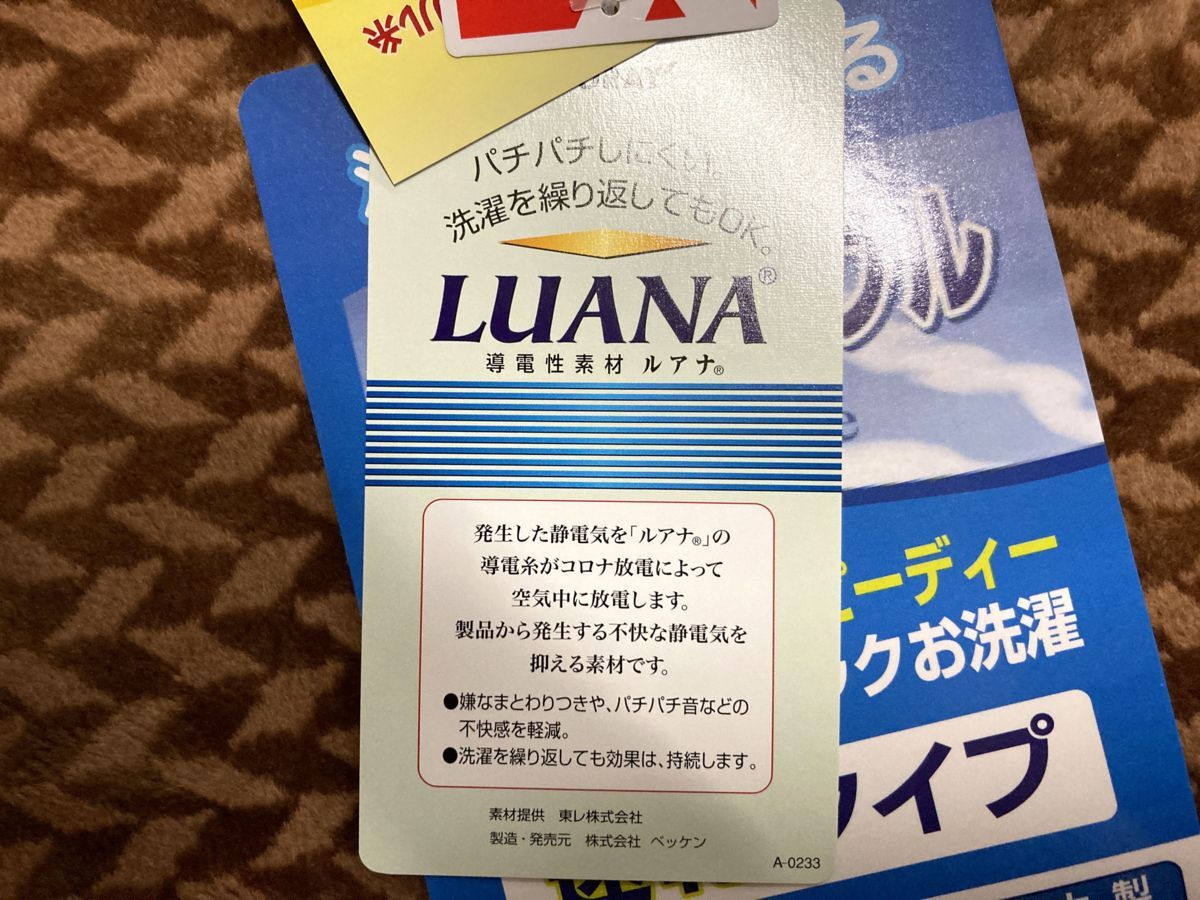 ル糸
る
パチパチしにくい。
洗濯を繰り返してもOK。
LUANA®
導電性素材 ルアナ®
ル
発生した静電気を「ルアナ®」の
導電糸がコロナ放電によって
空気中に放電します。
製品から発生する不快な静電気を
抑える素材です。
●嫌なまとわりつきや、パチパチ音などの
不快感を軽減。
●洗濯を繰り返しても効果は、持続します。
素材提供 東レ株式会社
製造・発売元 株式会社 ベッケン
A-0233
ピーディー
ックお洗濯
タイプ
製